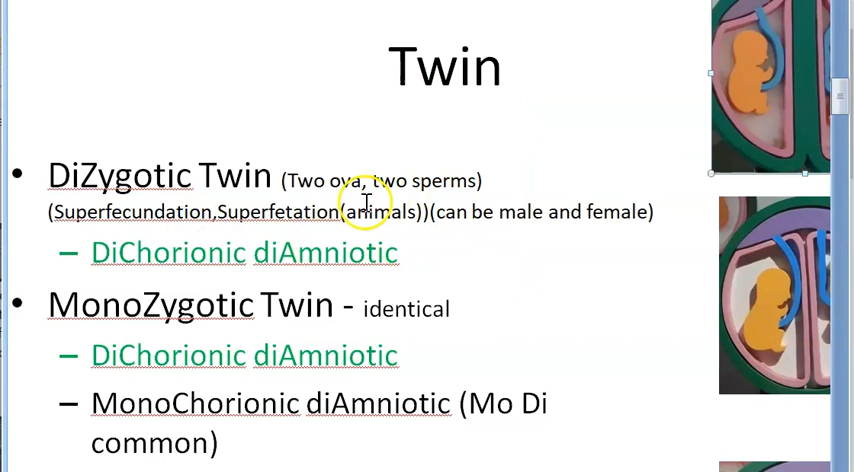 Twin
• DiZygotic Twin (Two ova, two sperms)
(Superfecundation,Superfetation(animals))(can be male and female)
– DiChorionic diAmniotic
• MonoZygotic Twin - identical
– DiChorionic diAmniotic
– MonoChorionic diAmniotic (Mo Di
common)